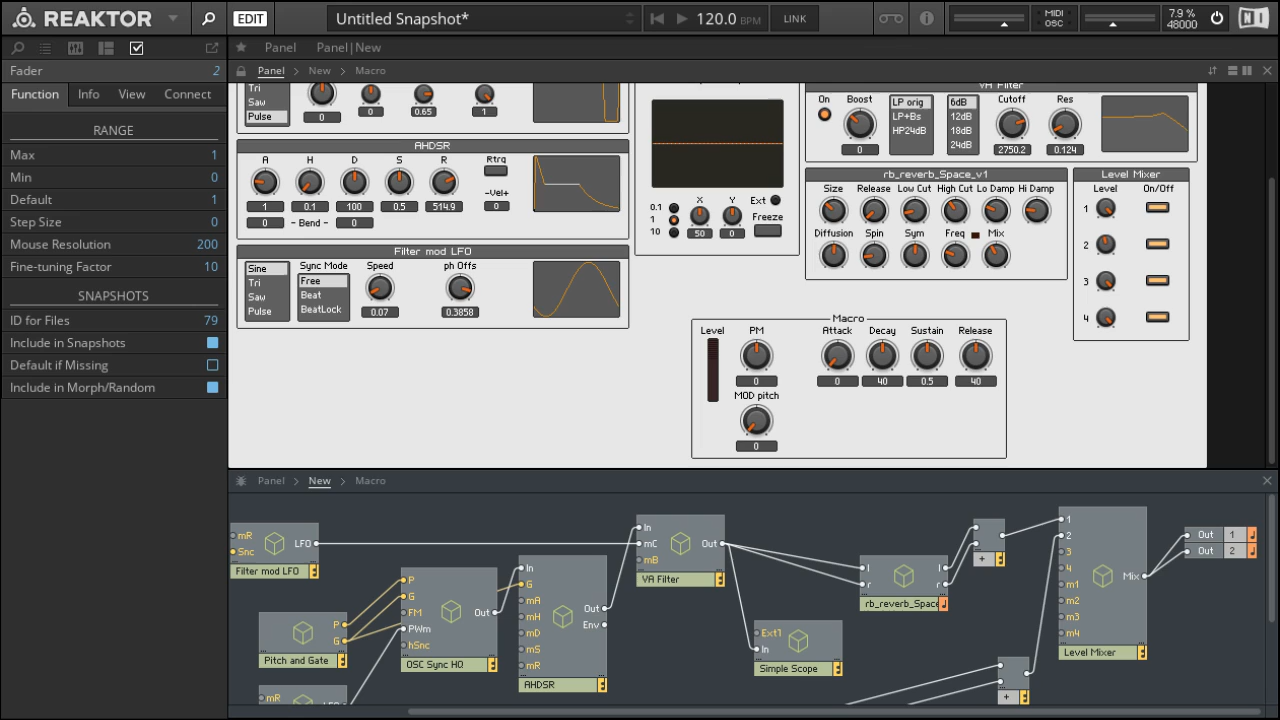 REAKTOR
EDIT
Untitled Snapshot*
120.0 BPM
LINK
MIDI
OSC
7.9 %
48000
Panel
Panel|New
Fader 2
Function Info View Connect
RANGE
Max 1
Min 0
Default 1
Step Size 0
Mouse Resolution 200
Fine-tuning Factor 10
SNAPSHOTS
ID for Files 79
Include in Snapshots
Default if Missing
Include in Morph/Random
Panel > New > Macro
Tri
Saw
Pulse
0 0 0.65 1
AHDSR
A H D S R Rtrg
1 0.1 100 0.5 514.9
-Vel+
0
0 - Bend - 0
Filter mod LFO
Sine
Tri
Saw
Pulse
Sync Mode
Free
Beat
BeatLock
Speed
0.07
ph Offs
0.3858
0.1
1
10
X Y Ext
Freeze
50 0
VA Filter
On Boost
0
LP orig
LP+Bs
HP24dB
6dB
12dB
18dB
24dB
Cutoff Res
2750.2 0.124
rb_reverb_Space_v1
Size Release Low Cut High Cut Lo Damp Hi Damp
Diffusion Spin Sym Freq Mix
Level Mixer
Level On/Off
1
2
3
4
Macro
Level PM Attack Decay Sustain Release
0 0 40 0.5 40
MOD pitch
0
Panel > New > Macro
mR
Snc
LFO
Filter mod LFO
P
G
Pitch and Gate
mR
P
G
FM
PWm
hSnc
Out
OSC Sync HQ
In
G
mA
mH
mD
mS
mR
Out
Env
AHDSR
In
mC
mB
Out
VA Filter
Ext1
In
Simple Scope
l
r
l
r
rb_reverb_Space
+
+
1
2
3
4
m1
m2
m3
m4
Mix
Level Mixer
Out 1
Out 2